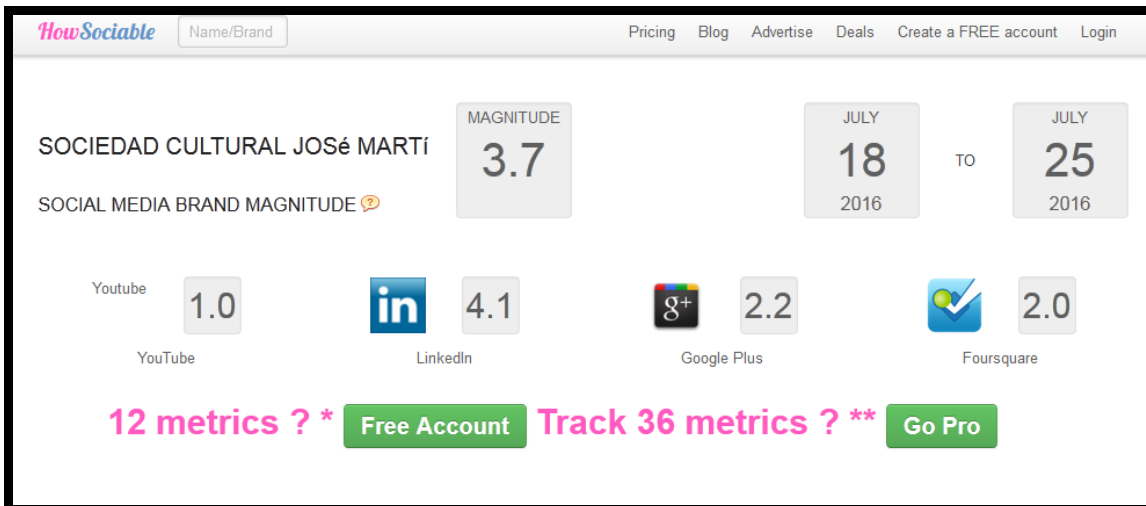 HowSociable Name/Brand Pricing Blog Advertise Deals Create a FREE account Login
SOCIEDAD CULTURAL JOSé MARTí
SOCIAL MEDIA BRAND MAGNITUDE ?
MAGNITUDE
3.7
JULY
18
2016
TO
JULY
25
2016
Youtube
1.0
YouTube
in
4.1
LinkedIn
g+
2.2
Google Plus
2.0
Foursquare
12 metrics ? * Free Account Track 36 metrics ? ** Go Pro